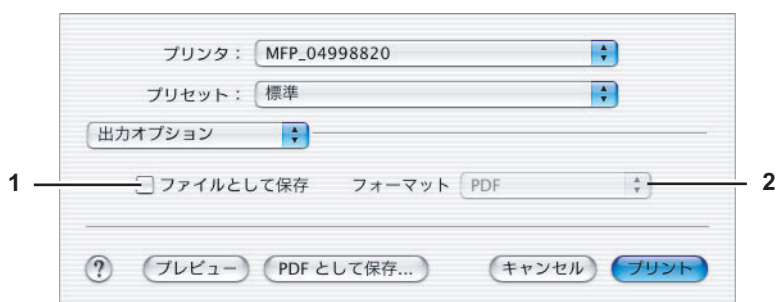 プリンタ： MFP_04998820
プリセット： 標準
出力オプション
1 ファイルとして保存 フォーマット PDF 2
? プレビュー PDF として保存... キャンセル プリント